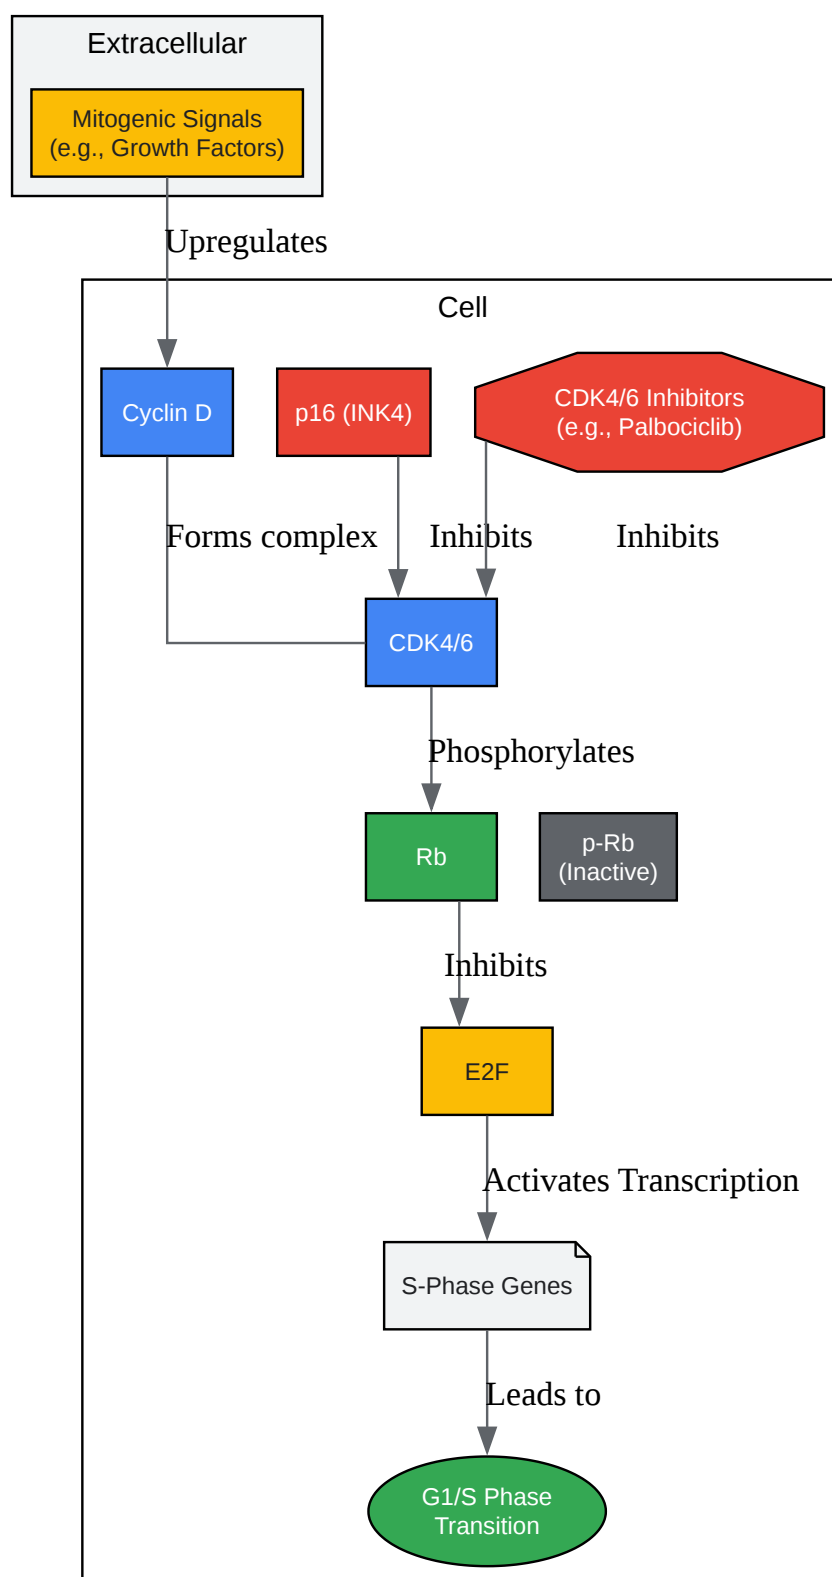 Extracellular
Mitogenic Signals
(e.g., Growth Factors)
Upregulates
Cell
Cyclin D
p16 (INK4)
CDK4/6 Inhibitors
(e.g., Palbociclib)
Forms complex
Inhibits
Inhibits
CDK4/6
Phosphorylates
Rb
p-Rb
(Inactive)
Inhibits
E2F
Activates Transcription
S-Phase Genes
Leads to
G1/S Phase
Transition